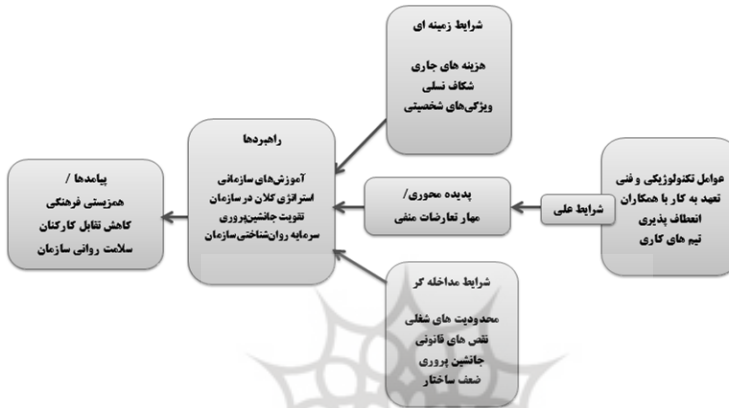 عوامل تکنولوژیکی و فنی
تعهد به کار با همکاران
انعطاف پذیری
تیم های کاری
شرایط علی
پدیده محوری/
مهار تعارضات منفی
شرایط زمینه ای
هزینه های جاری
شکاف نسلی
ویژگی‌های شخصیتی
شرایط مداخله گر
محدودیت های شغلی
نقص های قانونی
جانشین پروری
ضعف ساختار
راهبردها
آموزش‌های سازمانی
استراتژی کلان در سازمان
تقویت جانشین‌پروری
سرمایه روان‌شناختی سازمان
پیامدها /
همزیستی فرهنگی
کاهش تقابل کارکنان
سلامت روانی سازمان